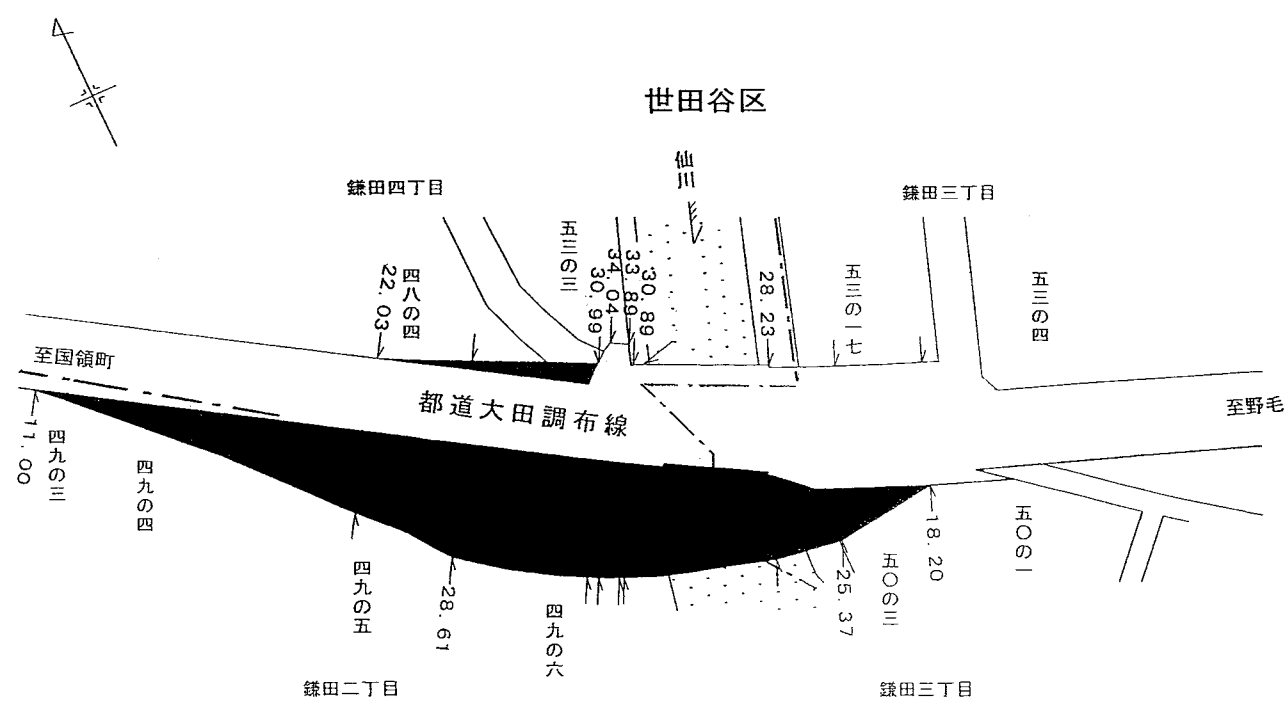 世田谷区
仙川
鎌田四丁目
鎌田三丁目
五三の三
34.04
33.89
30.89
30.99
28.23
五三の一七
五三の四
四八の四
22.03
至国領町
都道大田調布線
至野毛
11.00
四九の三
四九の四
四九の五
28.61
四九の六
25.37
五〇の三
18.20
五〇の一
鎌田二丁目
鎌田三丁目